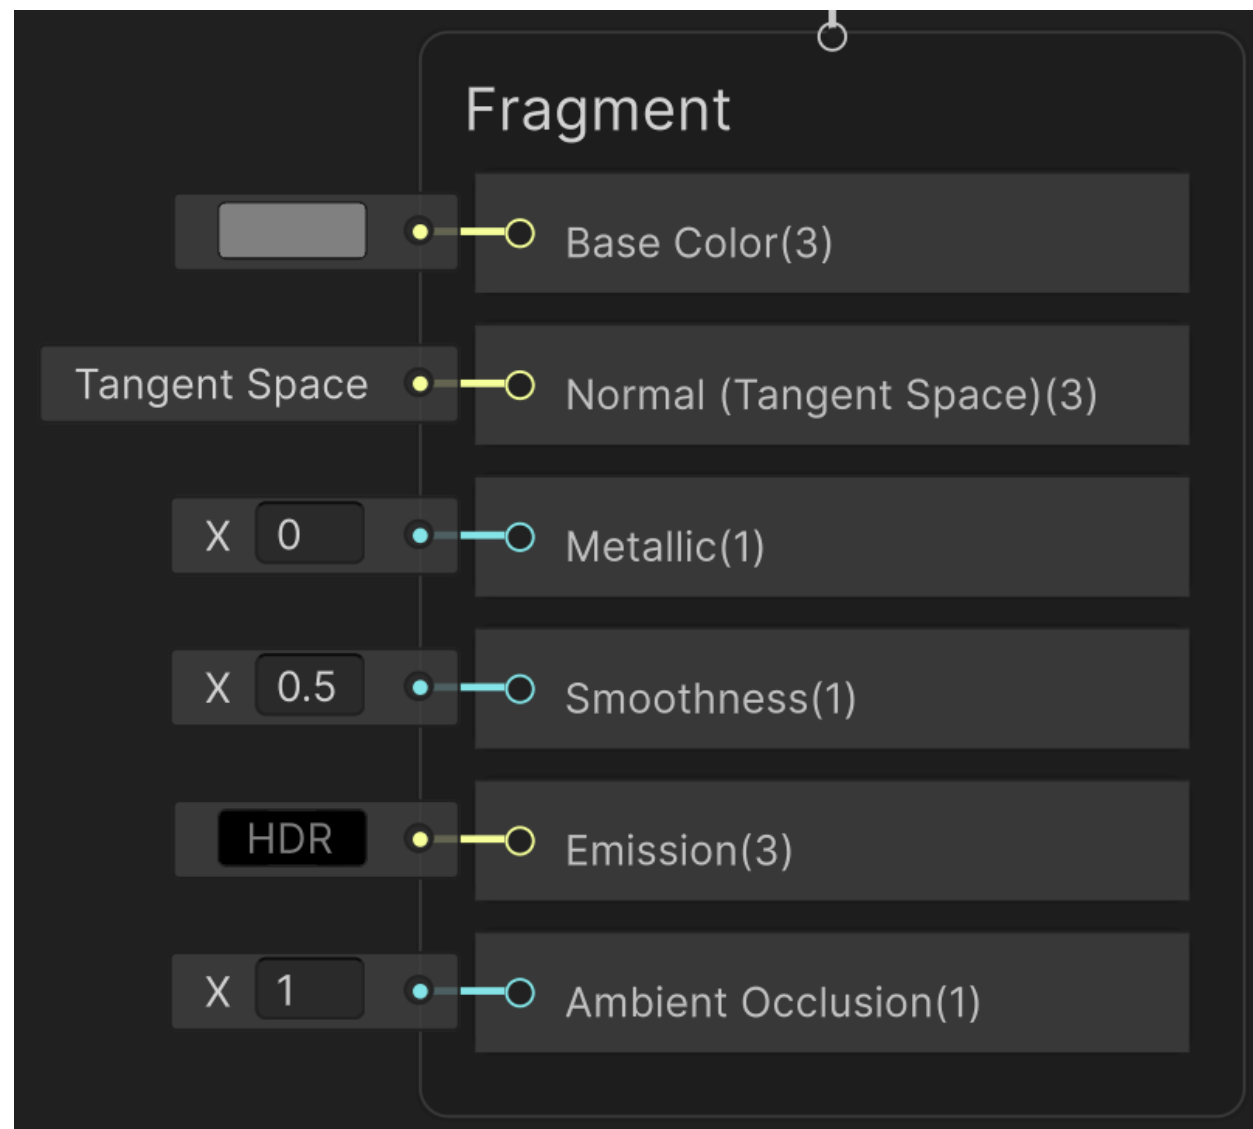 Fragment
Base Color(3)
Tangent Space
Normal (Tangent Space)(3)
X 0
Metallic(1)
X 0.5
Smoothness(1)
HDR
Emission(3)
X 1
Ambient Occlusion(1)